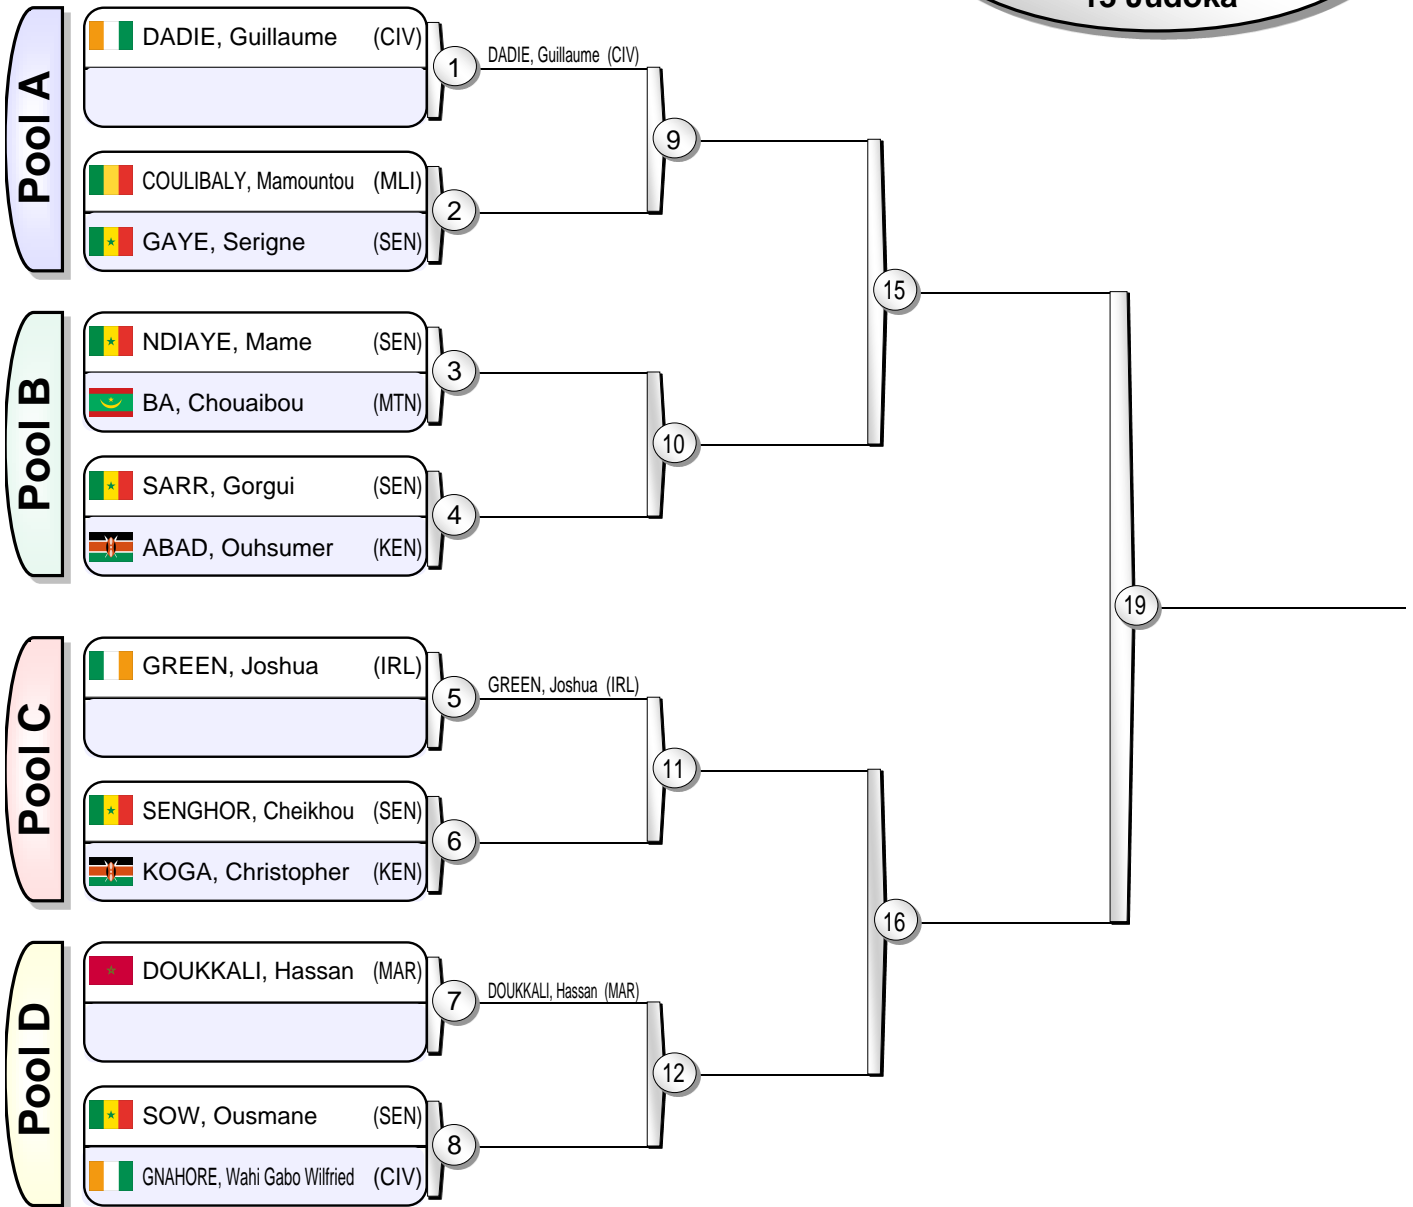 Pool A
DADIE, Guillaume (CIV)
1
DADIE, Guillaume (CIV)
COULIBALY, Mamountou (MLI)
GAYE, Serigne (SEN)
2
9
Pool B
NDIAYE, Mame (SEN)
BA, Chouaibou (MTN)
3
SARR, Gorgui (SEN)
ABAD, Ouhsumer (KEN)
4
10
15
Pool C
GREEN, Joshua (IRL)
5
GREEN, Joshua (IRL)
SENGHOR, Cheikhou (SEN)
KOGA, Christopher (KEN)
6
11
Pool D
DOUKKALI, Hassan (MAR)
7
DOUKKALI, Hassan (MAR)
SOW, Ousmane (SEN)
GNAHORE, Wahi Gabo Wilfried (CIV)
8
12
16
19
Judoka